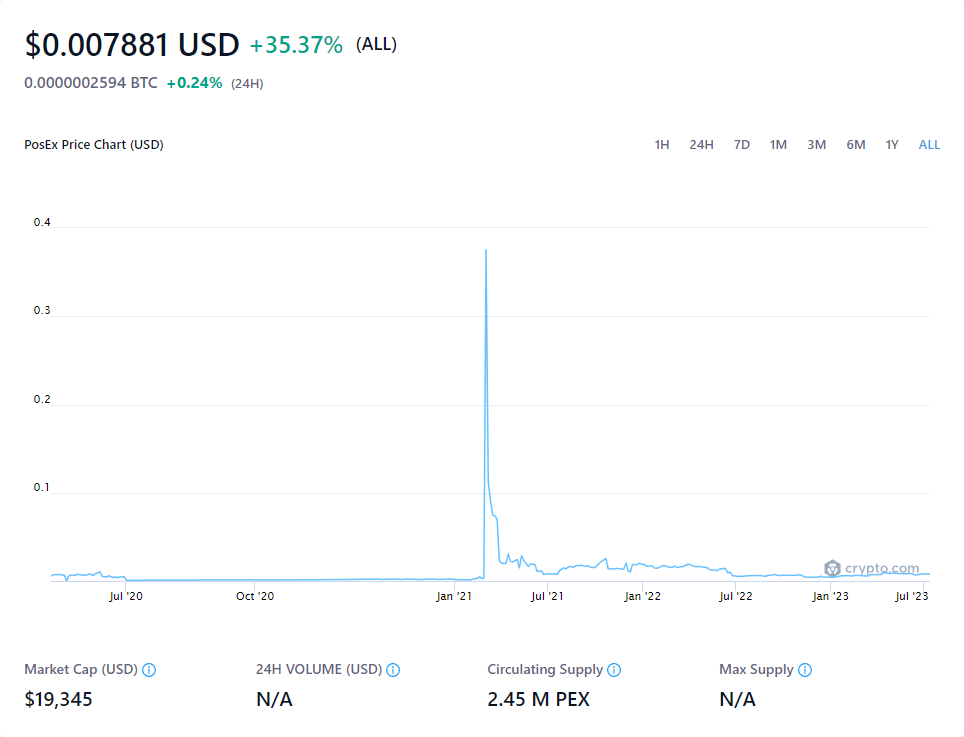 $0.007881 USD +35.37% (ALL)
0.0000002594 BTC +0.24% (24H)
PosEx Price Chart (USD) 1H 24H 7D 1M 3M 6M 1Y ALL
0.4
0.3
0.2
0.1
crypto.com
Jul '20 Oct '20 Jan '21 Jul '21 Jan '22 Jul '22 Jan '23 Jul '23
Market Cap (USD) 24H VOLUME (USD) Circulating Supply Max Supply
$19,345 N/A 2.45 M PEX N/A